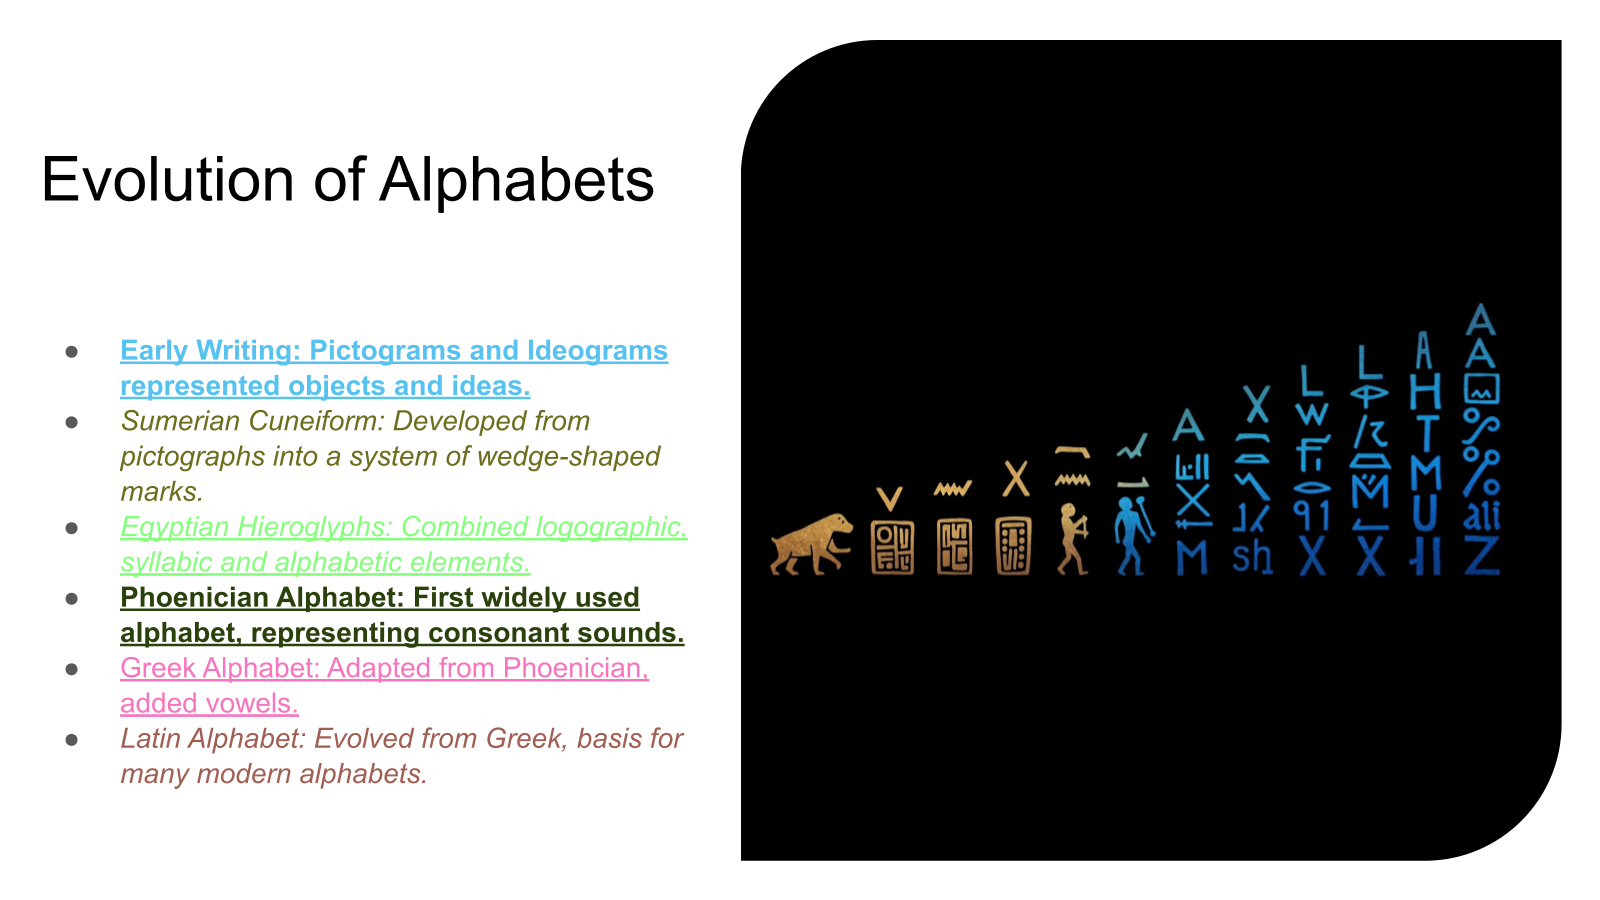 Evolution of Alphabets
● Early Writing: Pictograms and Ideograms
represented objects and ideas.
● Sumerian Cuneiform: Developed from
pictographs into a system of wedge-shaped
marks.
● Egyptian Hieroglyphs: Combined logographic,
syllabic and alphabetic elements.
● Phoenician Alphabet: First widely used
alphabet, representing consonant sounds.
● Greek Alphabet: Adapted from Phoenician,
added vowels.
● Latin Alphabet: Evolved from Greek, basis for
many modern alphabets.